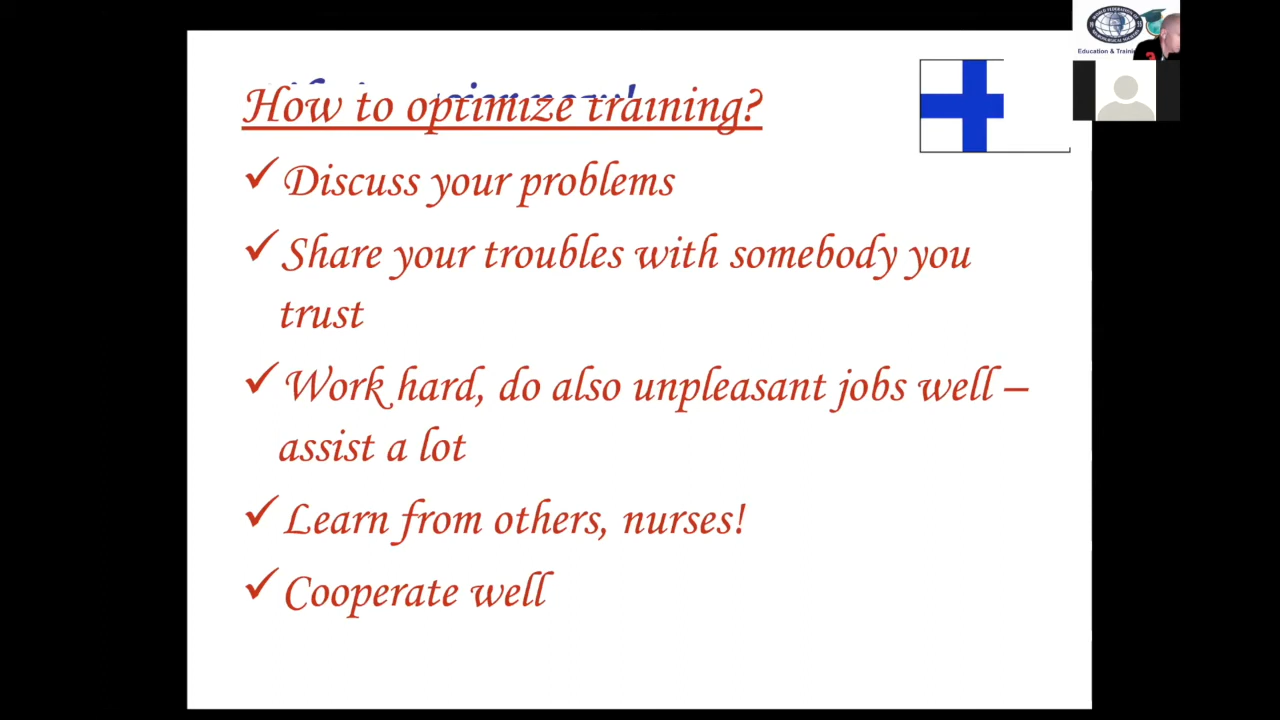 How to optimize training?
✓Discuss your problems
✓Share your troubles with somebody you
trust
✓Work hard, do also unpleasant jobs well –
assist a lot
✓Learn from others, nurses!
✓Cooperate well